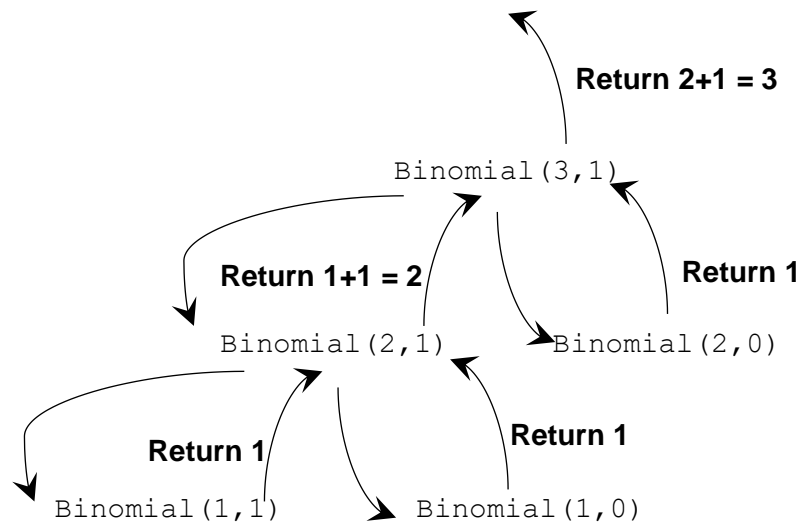 Return 2+1 = 3
Binomial(3,1)
Return 1+1 = 2
Return 1
Binomial(2,1)
Binomial(2,0)
Return 1
Return 1
Binomial(1,1)
Binomial(1,0)